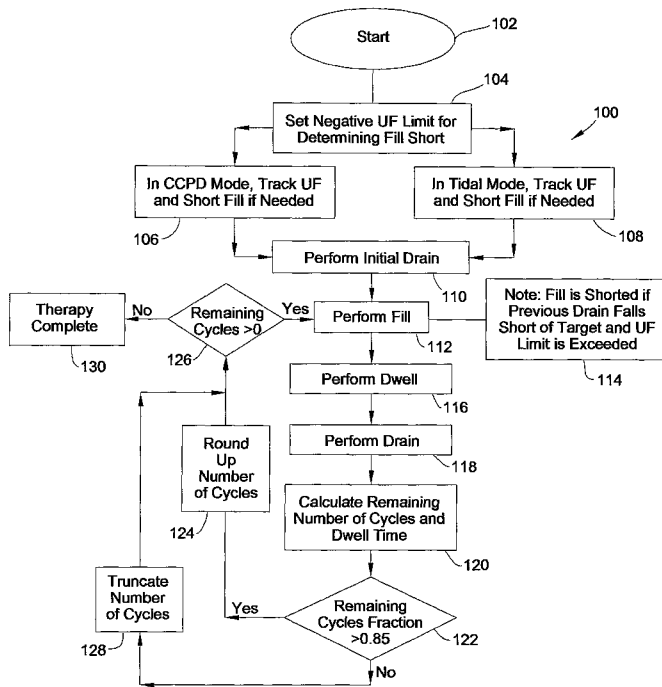 Start
102
104
Set Negative UF Limit for
Determining Fill Short
100
In CCPD Mode, Track UF
and Short Fill if Needed
106
In Tidal Mode, Track UF
and Short Fill if Needed
108
Perform Initial Drain
110
Therapy
Complete
130
No
Remaining
Cycles >0
126
Yes
Perform Fill
112
Note: Fill is Shorted if
Previous Drain Falls
Short of Target and UF
Limit is Exceeded
114
Perform Dwell
116
Perform Drain
118
Round
Up
Number
of Cycles
124
Calculate Remaining
Number of Cycles and
Dwell Time
120
Truncate
Number
of Cycles
128
Yes
Remaining
Cycles Fraction
>0.85
122
No